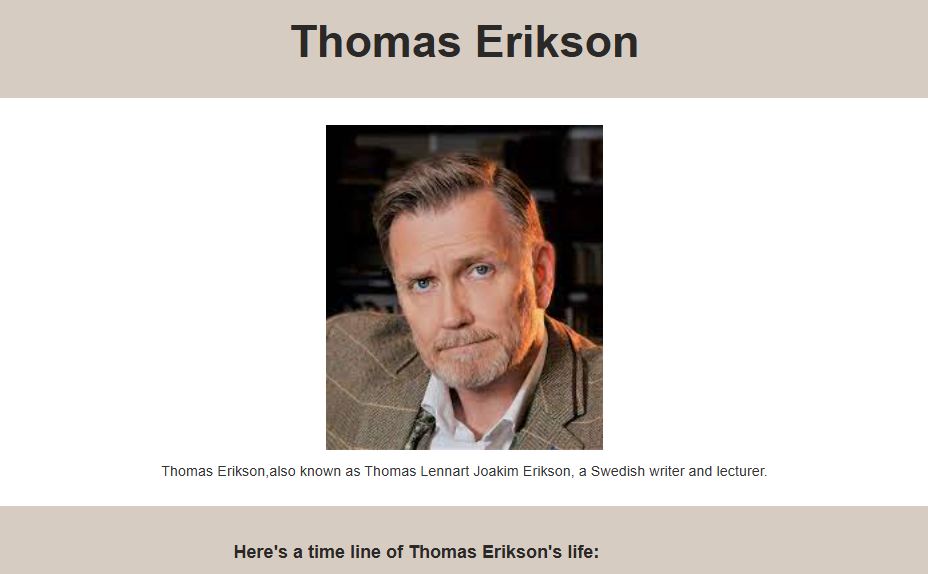 Thomas Erikson
Thomas Erikson,also known as Thomas Lennart Joakim Erikson, a Swedish writer and lecturer.
Here's a time line of Thomas Erikson's life: